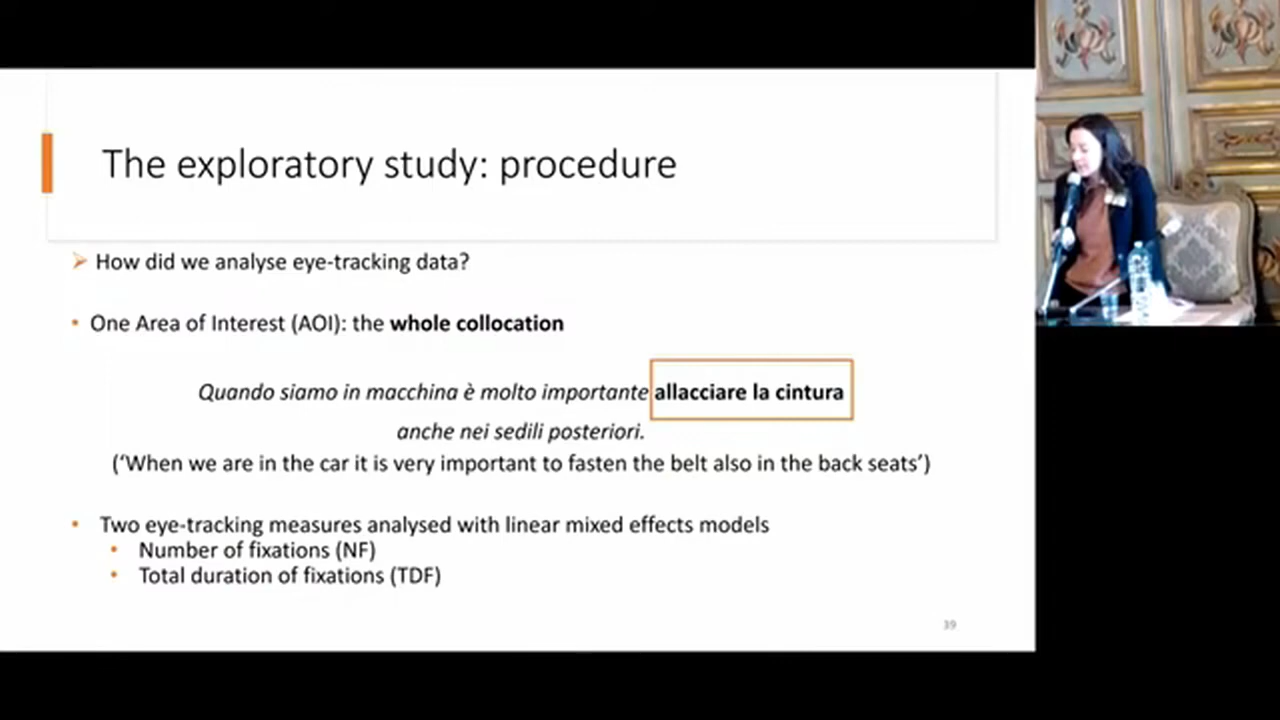 The exploratory study: procedure
How did we analyse eye-tracking data?
One Area of Interest (AOI): the whole collocation
Quando siamo in macchina è molto importante allacciare la cintura
anche nei sedili posteriori.
(‘When we are in the car it is very important to fasten the belt also in the back seats’)
Two eye-tracking measures analysed with linear mixed effects models
Number of fixations (NF)
Total duration of fixations (TDF)
39